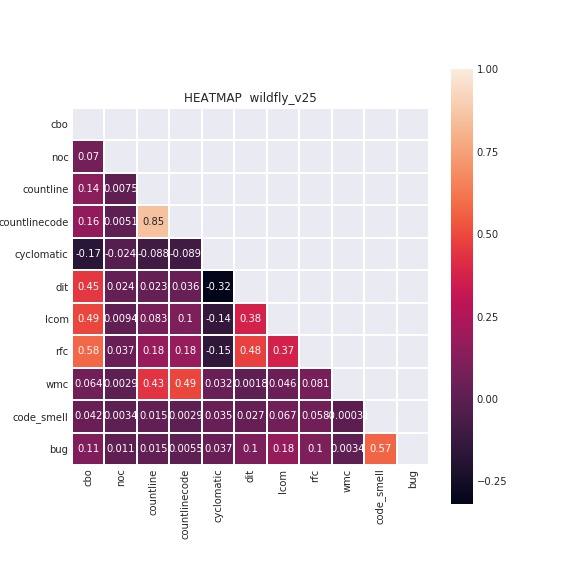 HEATMAP wildfly_v25
cbo
noc 0.07
countline 0.14 0.0075
countlinecode 0.16 0.0051 0.85
cyclomatic -0.17 -0.024 -0.088 -0.089
dit 0.45 0.024 0.023 0.036 -0.32
lcom 0.49 0.0094 0.083 0.1 -0.14 0.38
rfc 0.58 0.037 0.18 0.18 -0.15 0.48 0.37
wmc 0.064 0.0029 0.43 0.49 0.032 0.0018 0.046 0.081
code_smell 0.042 0.0034 0.015 0.0029 0.035 0.027 0.067 0.058
bug 0.11 0.011 0.015 0.0055 0.037 0.1 0.18 0.1 0.0034 0.57
cbo noc countline countlinecode cyclomatic dit lcom rfc wmc code_smell bug
1.00
0.75
0.50
0.25
0.00
−0.25